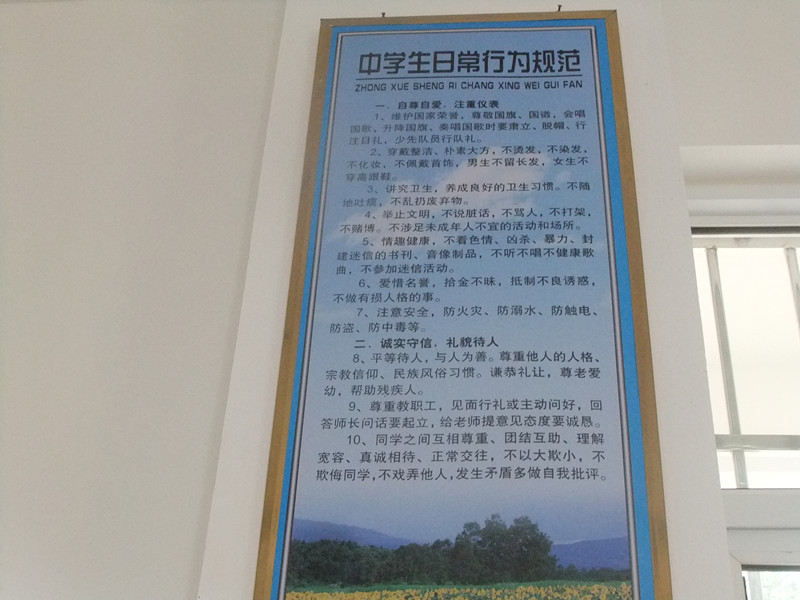 中学生日常行为规范
ZHONG XUE SHENG RI CHANG XING WEI GUI FAN
一、自尊自爱，注重仪表
1、维护国家荣誉，尊敬国旗、国谱，会唱
国歌，升降国旗、奏唱国歌时要肃立、脱帽、行
注目礼，少先队员行队礼。
2、穿戴整洁、朴素大方，不烫发，不染发，
不化妆、不佩戴首饰，男生不留长发，女生不
穿高跟鞋。
3、讲究卫生，养成良好的卫生习惯。不随
地吐痰，不乱扔废弃物。
4、举止文明，不说脏话，不骂人，不打架，
不赌博。不涉足未成年人不宜的活动和场所。
5、情趣健康，不看色情、凶杀、暴力、封
建迷信的书刊、音像制品，不听不唱不健康歌
曲，不参加迷信活动。
6、爱惜名誉，拾金不昧，抵制不良诱惑，
不做有损人格的事。
7、注意安全，防火灾、防溺水、防触电、
防盗、防中毒等。
二、诚实守信，礼貌待人
8、平等待人，与人为善。尊重他人的人格、
宗教信仰、民族风俗习惯。谦恭礼让，尊老爱
幼，帮助残疾人。
9、尊重教职工，见面行礼或主动问好，回
答师长问话要起立，给老师提意见态度要诚恳。
10、同学之间互相尊重、团结互助、理解
宽容、真诚相待、正常交往，不以大欺小，不
欺侮同学，不戏弄他人，发生矛盾多做自我批评。